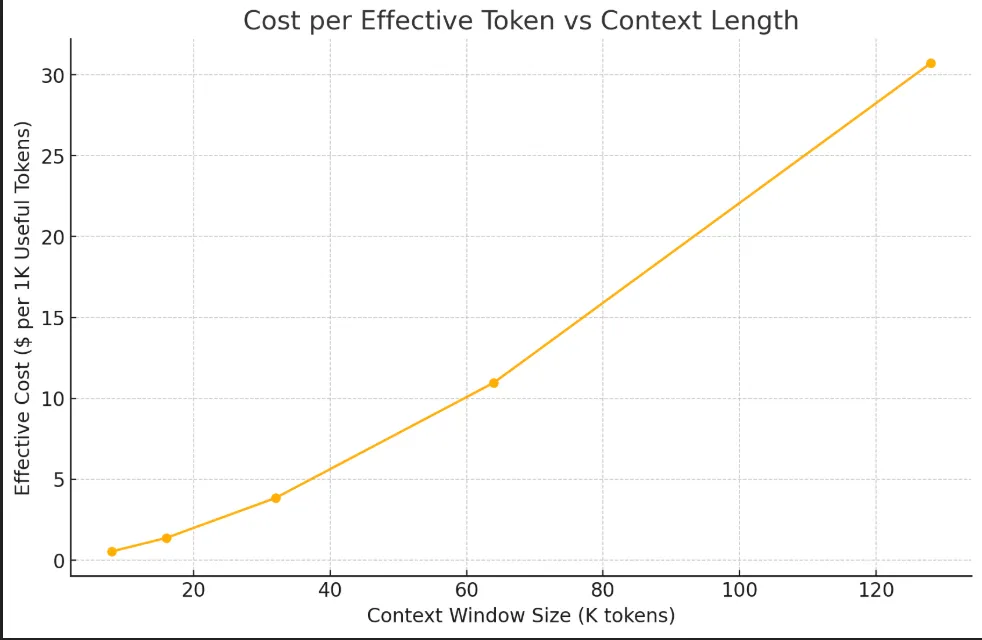 Cost per Effective Token vs Context Length
Effective Cost ($ per 1K Useful Tokens)
30
25
20
15
10
5
0
20 40 60 80 100 120
Context Window Size (K tokens)